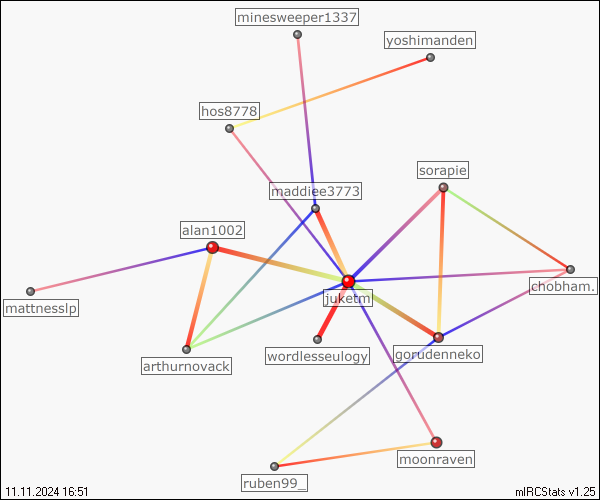 minesweeper1337
yoshimanden
hos8778
sorapie
maddiee3773
alan1002
chobham.
juketm
mattnesslp
wordlesseulogy
gorudenneko
arthurnovack
moonraven
ruben99_
11.11.2024 16:51
mIRCStats v1.25